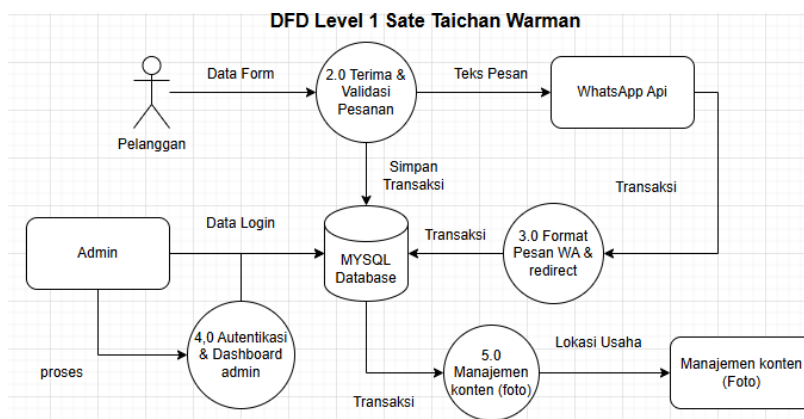 DFD Level 1 Sate Taichan Warman
Data Form
2.0 Terima &
Validasi
Pesanan
Teks Pesan
WhatsApp Api
Pelanggan
Simpan
Transaksi
Transaksi
Admin
Data Login
MYSQL
Database
Transaksi
3.0 Format
Pesan WA &
redirect
4,0 Autentikasi
& Dashboard
admin
proses
5.0
Manajemen
konten (foto)
Lokasi Usaha
Manajemen konten
(Foto)
Transaksi